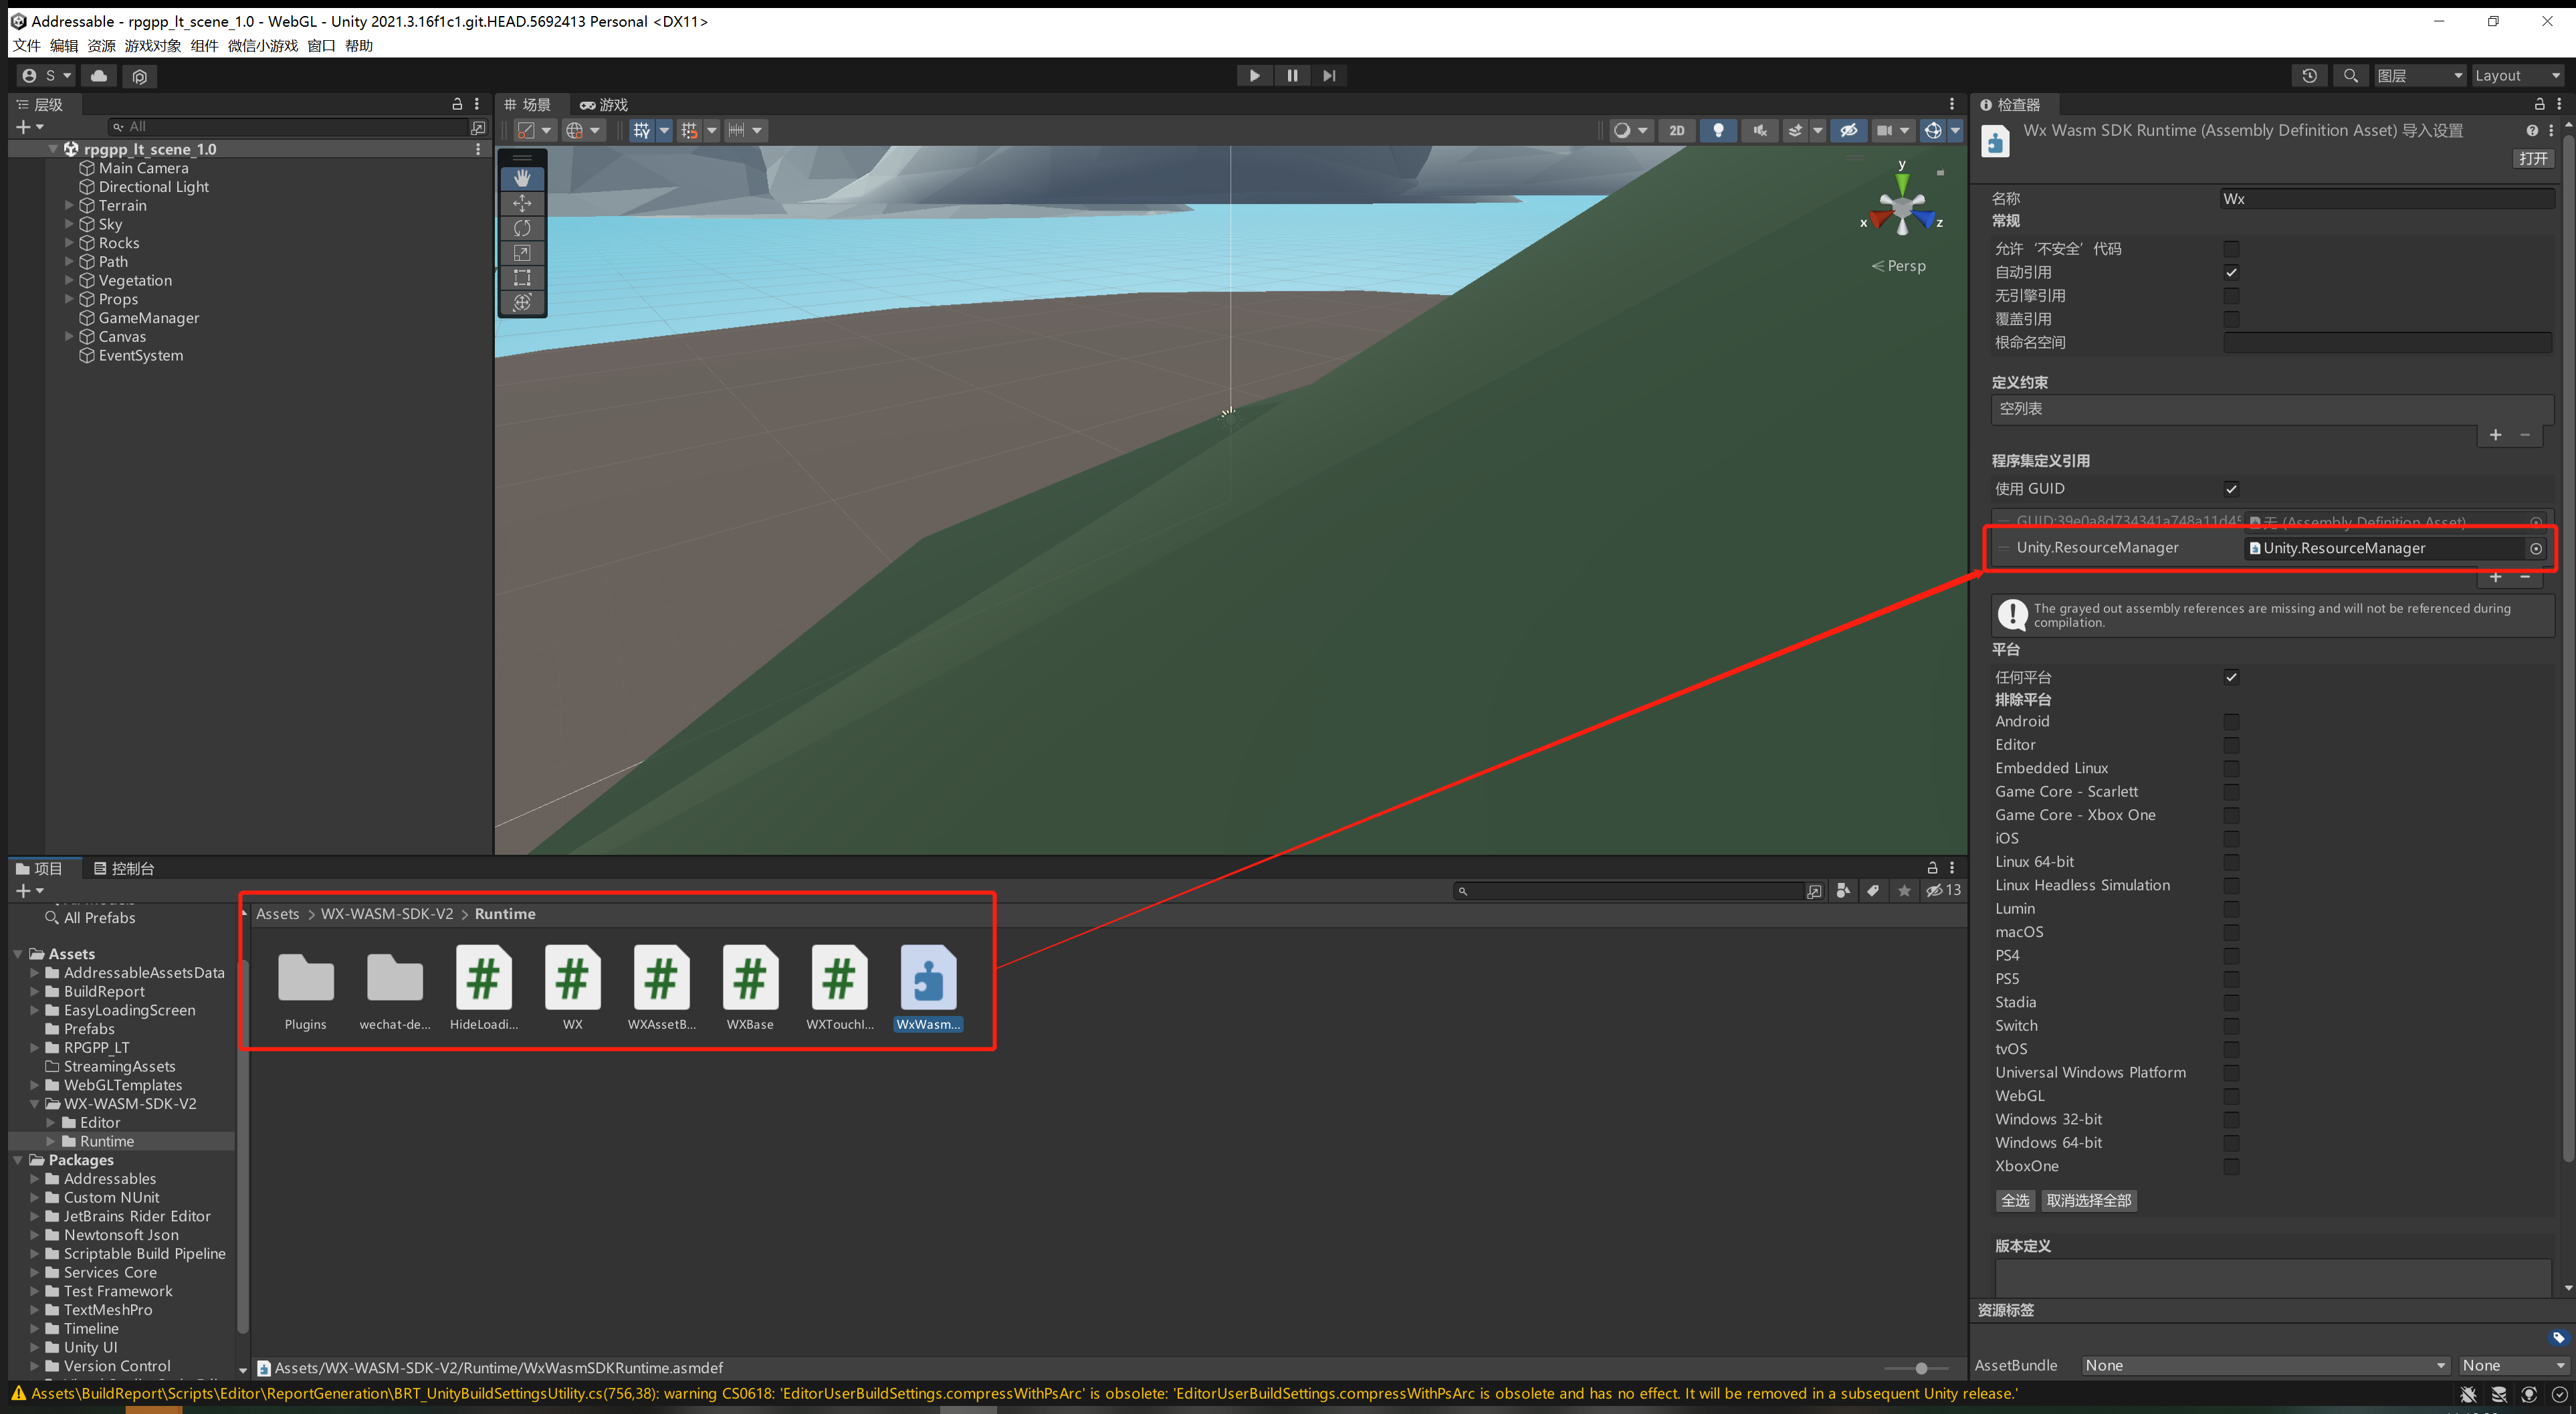 Addressable - rpgpp_lt_scene_1.0 - WebGL - Unity 2021.3.16f1c1.git.HEAD.5692413 Personal <DX11>
文件 编辑 资源 游戏对象 组件 微信小游戏 窗口 帮助
S
图层
Layout
层级
All
rpgpp_lt_scene_1.0
Main Camera
Directional Light
Terrain
Sky
Rocks
Path
Vegetation
Props
GameManager
Canvas
EventSystem
场景
游戏
2D
y
x
z
Persp
检查器
Wx Wasm SDK Runtime (Assembly Definition Asset) 导入设置
打开
名称 Wx
常规
允许‘不安全’代码
自动引用
无引擎引用
覆盖引用
根命名空间
定义约束
空列表
程序集定义引用
使用 GUID
GUID:39e0a8d734341a748a11d4 无 (Assembly Definition Asset)
Unity.ResourceManager Unity.ResourceManager
The grayed out assembly references are missing and will not be referenced during
compilation.
平台
任何平台
排除平台
Android
Editor
Embedded Linux
Game Core - Scarlett
Game Core - Xbox One
iOS
Linux 64-bit
Linux Headless Simulation
Lumin
macOS
PS4
PS5
Stadia
Switch
tvOS
Universal Windows Platform
WebGL
Windows 32-bit
Windows 64-bit
XboxOne
全选 取消选择全部
版本定义
资源标签
AssetBundle None None
项目
控制台
13
All Prefabs
Assets
AddressableAssetsData
BuildReport
EasyLoadingScreen
Prefabs
RPGPP_LT
StreamingAssets
WebGLTemplates
WX-WASM-SDK-V2
Editor
Runtime
Packages
Addressables
Custom NUnit
JetBrains Rider Editor
Newtonsoft Json
Scriptable Build Pipeline
Services Core
Test Framework
TextMeshPro
Timeline
Unity UI
Version Control
Assets > WX-WASM-SDK-V2 > Runtime
Plugins
wechat-de...
HideLoadi...
WX
WXAssetB...
WXBase
WXTouchI...
WxWasm...
Assets/WX-WASM-SDK-V2/Runtime/WxWasmSDKRuntime.asmdef
Assets\BuildReport\Scripts\Editor\ReportGeneration\BRT_UnityBuildSettingsUtility.cs(756,38): warning CS0618: 'EditorUserBuildSettings.compressWithPsArc' is obsolete: 'EditorUserBuildSettings.compressWithPsArc is obsolete and has no effect. It will be removed in a subsequent Unity release.'